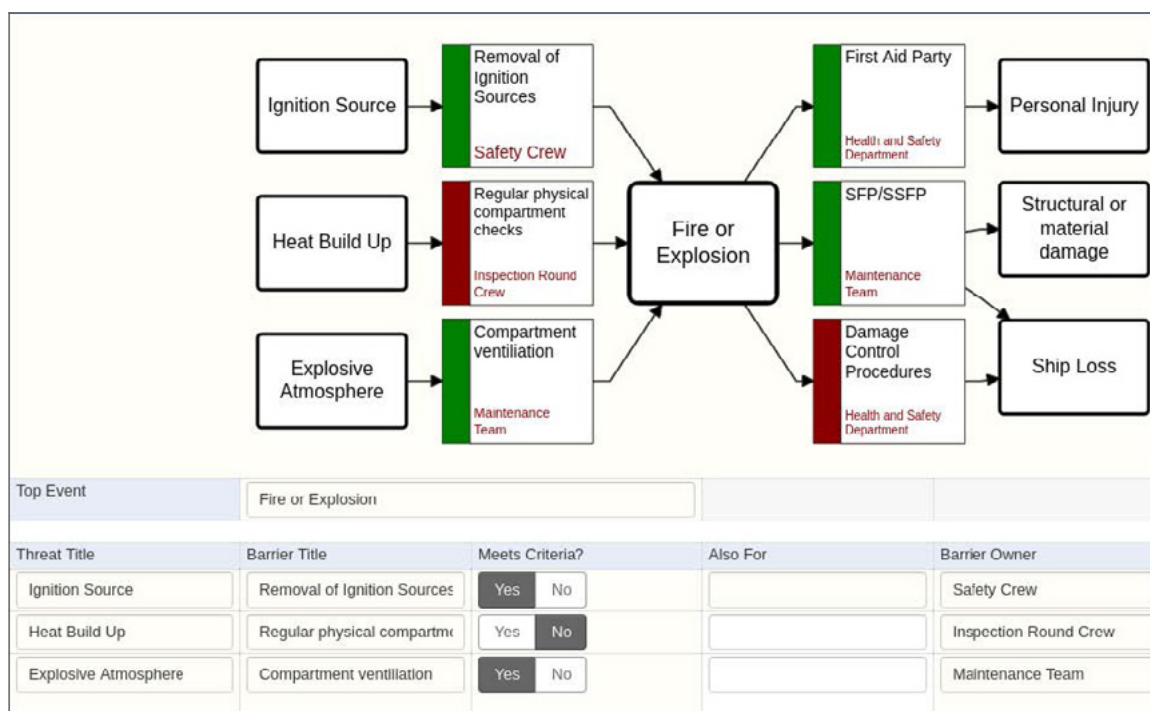 Ignition Source
Removal of
Ignition
Sources
Safety Crew
First Aid Party
Health and Safety
Department
Personal Injury
Heat Build Up
Regular physical
compartment
checks
Inspection Round
Crew
Fire or
Explosion
SFP/SSFP
Maintenance
Team
Structural or
material
damage
Explosive
Atmosphere
Compartment
ventiliation
Maintenance
Team
Damage
Control
Procedures
Health and Safety
Department
Ship Loss
Top Event
Fire or Explosion
Threat Title
Barrier Title
Meets Criteria?
Also For
Barrier Owner
Ignition Source
Removal of Ignition Sources
Yes
No
Safety Crew
Heat Build Up
Regular physical compartme
Yes
No
Inspection Round Crew
Explosive Atmosphere
Compartment ventiliation
Yes
No
Maintenance Team